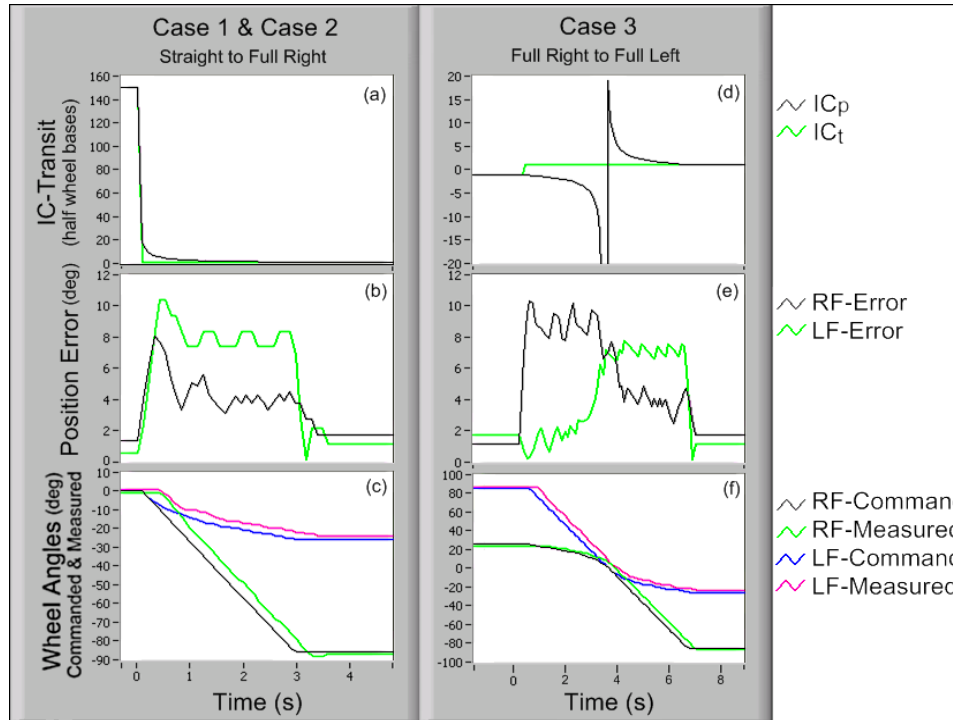 Case 1 & Case 2
Straight to Full Right
Case 3
Full Right to Full Left
IC-Transit
(half wheel bases)
160
140
120
100
80
60
40
20
0
(a)
20
15
10
5
0
-5
-10
-15
-20
(d)
ICp
ICt
Position Error (deg)
12
10
8
6
4
2
0
(b)
12
10
8
6
4
2
0
(e)
RF-Error
LF-Error
Wheel Angles (deg)
Commanded & Measured
10
0
-10
-20
-30
-40
-50
-60
-70
-80
-90
(c)
0 1 2 3 4
Time (s)
100
80
60
40
20
0
-20
-40
-60
-80
-100
(f)
0 2 4 6 8
Time (s)
RF-Command
RF-Measured
LF-Command
LF-Measured